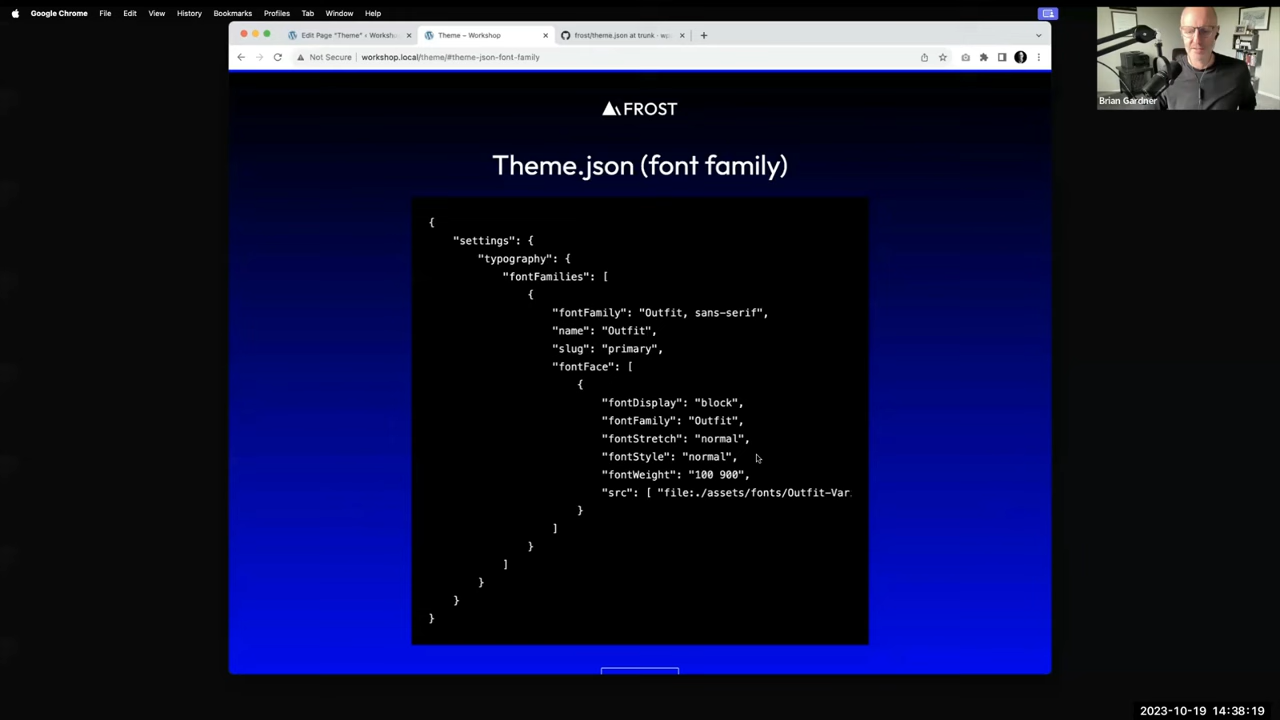 Google Chrome File Edit View History Bookmarks Profiles Tab Window Help
Edit Page "Theme" ‹ Worksho
Theme – Workshop
frost/theme.json at trunk · wp
Not Secure workshop.local/theme/#theme-json-font-family
Brian Gardner
FROST
Theme.json (font family)
{
"settings": {
"typography": {
"fontFamilies": [
{
"fontFamily": "Outfit, sans-serif",
"name": "Outfit",
"slug": "primary",
"fontFace": [
{
"fontDisplay": "block",
"fontFamily": "Outfit",
"fontStretch": "normal",
"fontStyle": "normal",
"fontWeight": "100 900",
"src": [ "file:./assets/fonts/Outfit-Var
}
]
}
]
}
}
}
2023-10-19 14:38:19